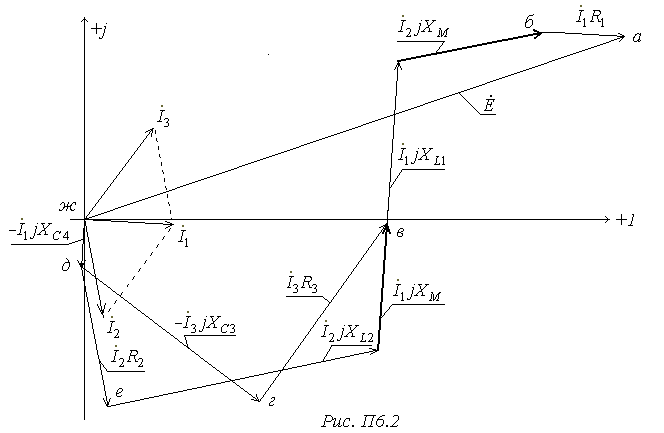 +j
İ₂jX_M
б
İ₁R₁
а
İ₃
Ė
İ₁jX_L1
ж
+1
–İ₁jX_C4
İ₁
в
д
İ₃R₃
İ₁jX_M
İ₂
–İ₃jX_C3
İ₂jX_L2
İ₂R₂
е
г
Рис. П6.2